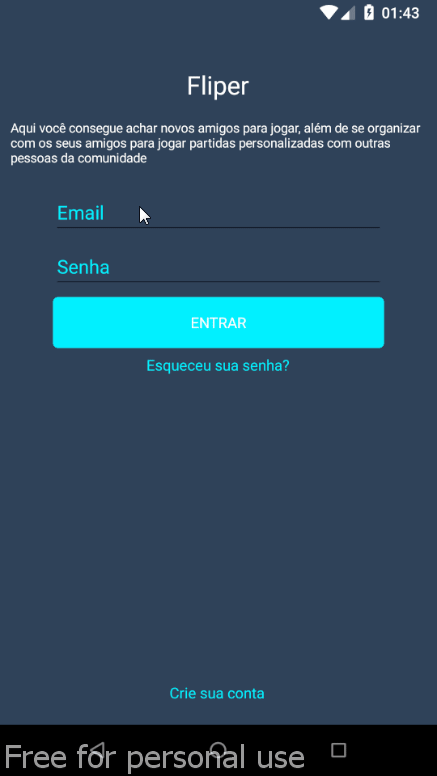 01:43
Fliper
Aqui você consegue achar novos amigos para jogar, além de se organizar
com os seus amigos para jogar partidas personalizadas com outras
pessoas da comunidade
Email
Senha
ENTRAR
Esqueceu sua senha?
Crie sua conta
Free for personal use